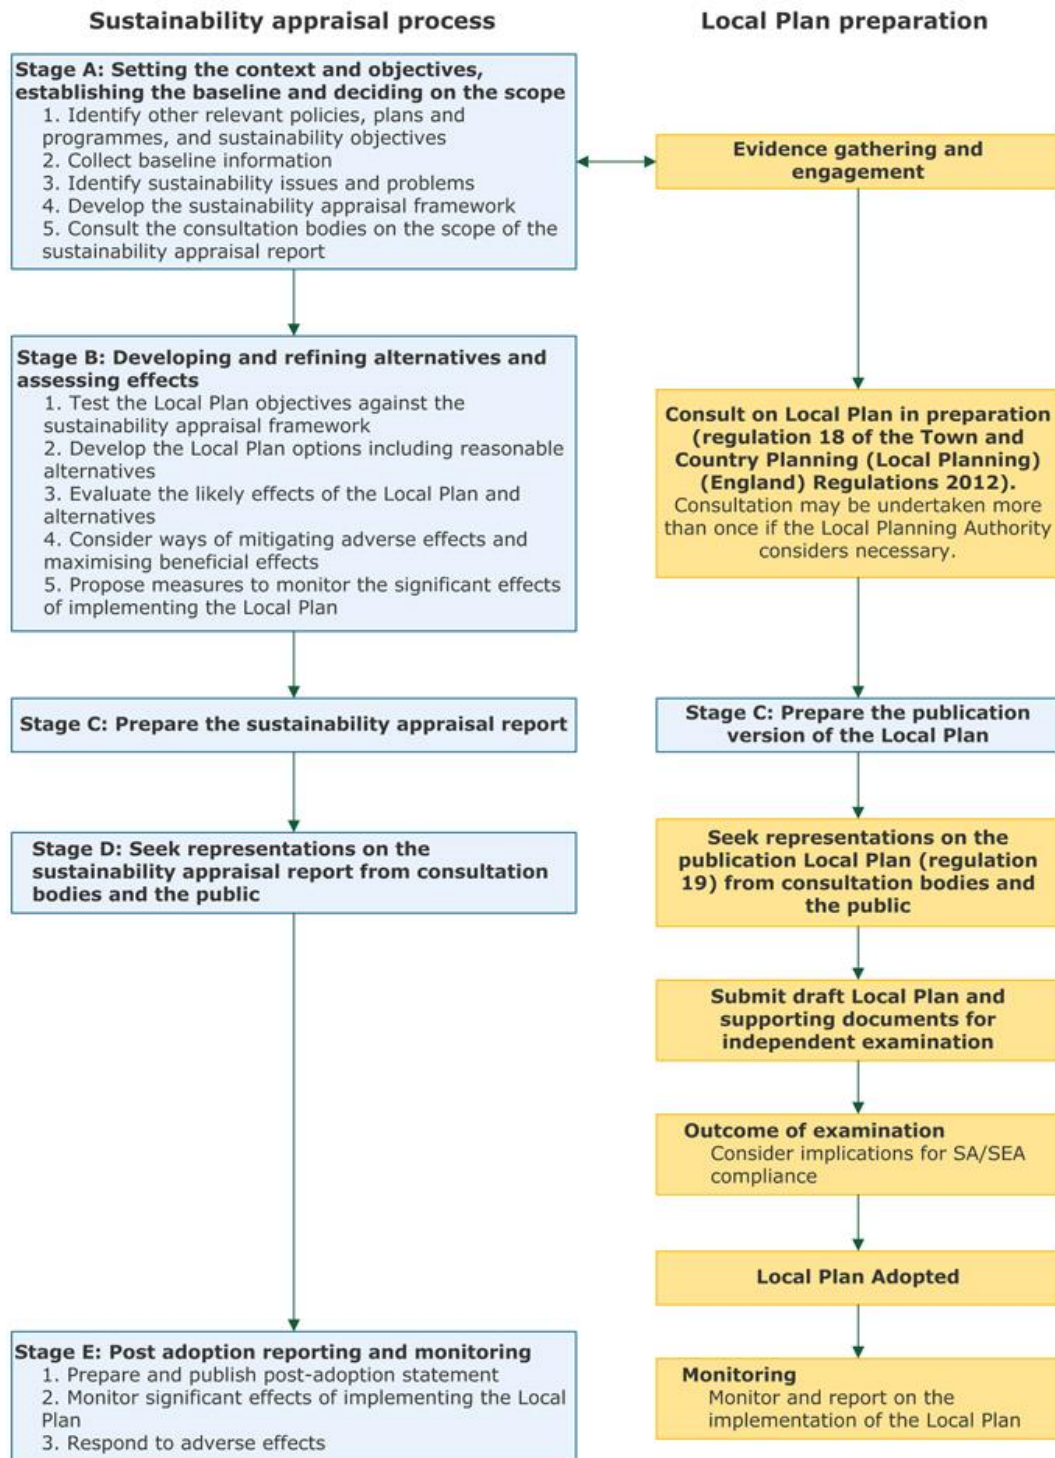 Sustainability appraisal process
Stage A: Setting the context and objectives,
establishing the baseline and deciding on the scope
1. Identify other relevant policies, plans and
programmes, and sustainability objectives
2. Collect baseline information
3. Identify sustainability issues and problems
4. Develop the sustainability appraisal framework
5. Consult the consultation bodies on the scope of the
sustainability appraisal report
Stage B: Developing and refining alternatives and
assessing effects
1. Test the Local Plan objectives against the
sustainability appraisal framework
2. Develop the Local Plan options including reasonable
alternatives
3. Evaluate the likely effects of the Local Plan and
alternatives
4. Consider ways of mitigating adverse effects and
maximising beneficial effects
5. Propose measures to monitor the significant effects
of implementing the Local Plan
Stage C: Prepare the sustainability appraisal report
Stage D: Seek representations on the
sustainability appraisal report from consultation
bodies and the public
Stage E: Post adoption reporting and monitoring
1. Prepare and publish post-adoption statement
2. Monitor significant effects of implementing the Local
Plan
3. Respond to adverse effects
Local Plan preparation
Evidence gathering and
engagement
Consult on Local Plan in preparation
(regulation 18 of the Town and
Country Planning (Local Planning)
(England) Regulations 2012).
Consultation may be undertaken more
than once if the Local Planning Authority
considers necessary.
Stage C: Prepare the publication
version of the Local Plan
Seek representations on the
publication Local Plan (regulation
19) from consultation bodies and
the public
Submit draft Local Plan and
supporting documents for
independent examination
Outcome of examination
Consider implications for SA/SEA
compliance
Local Plan Adopted
Monitoring
Monitor and report on the
implementation of the Local Plan